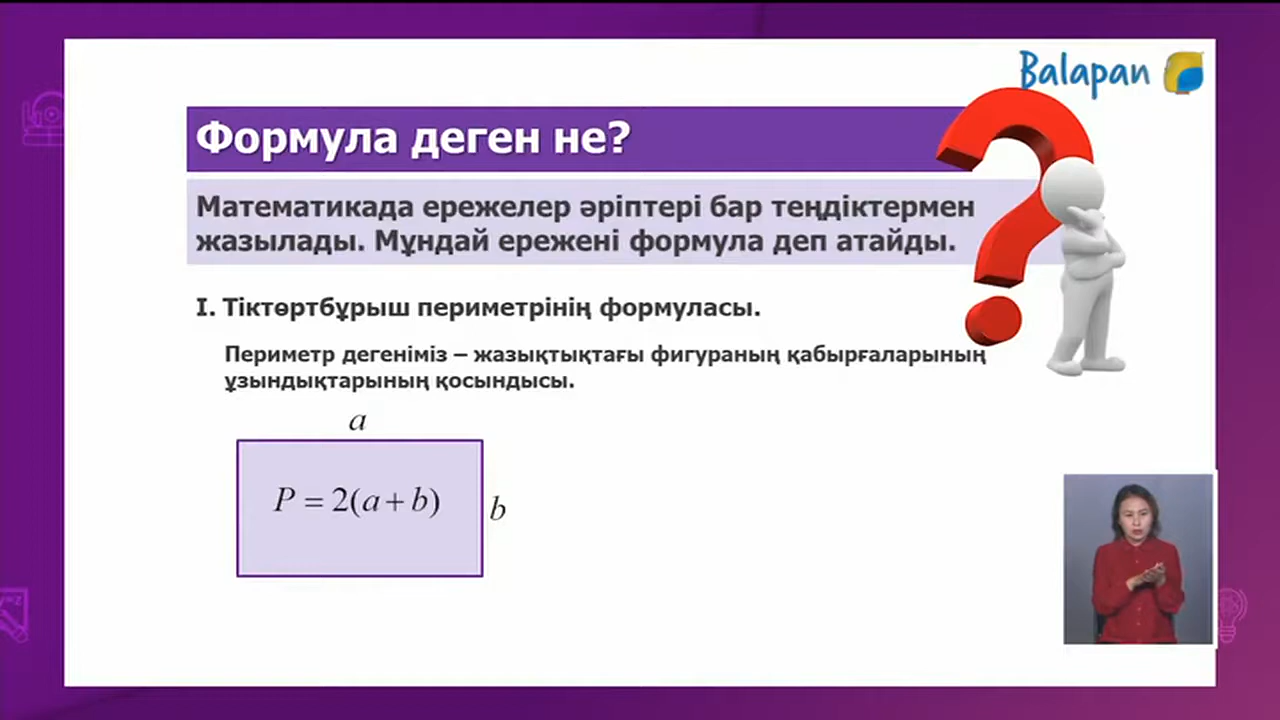 Balapan
Формула деген не?
Математикада ережелер әріптері бар теңдіктермен
жазылады. Мұндай ережені формула деп атайды.
I. Тіктөртбұрыш периметрінің формуласы.
Периметр дегеніміз – жазықтықтағы фигураның қабырғаларының
ұзындықтарының қосындысы.
a
P = 2(a + b)
b